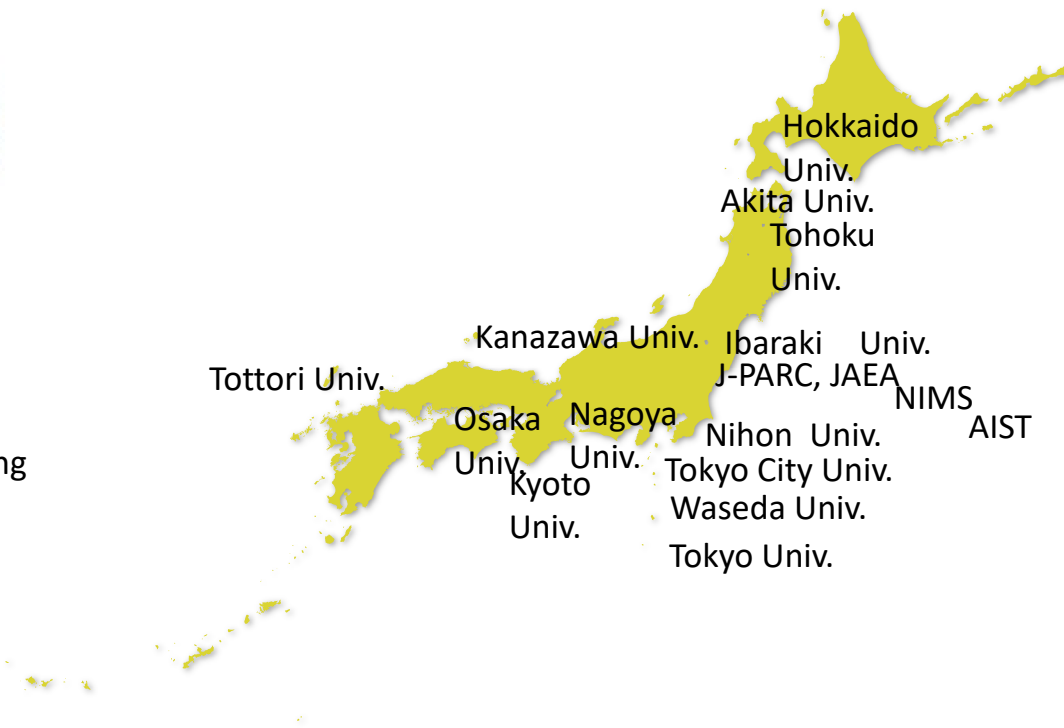 Hokkaido
Univ.
Akita Univ.
Tohoku
Univ.
Kanazawa Univ.
Ibaraki Univ.
J-PARC, JAEA
Tottori Univ.
NIMS
AIST
Osaka
Univ.
Nagoya
Univ.
Nihon Univ.
ng
Tokyo City Univ.
Kyoto
Univ.
Waseda Univ.
Tokyo Univ.